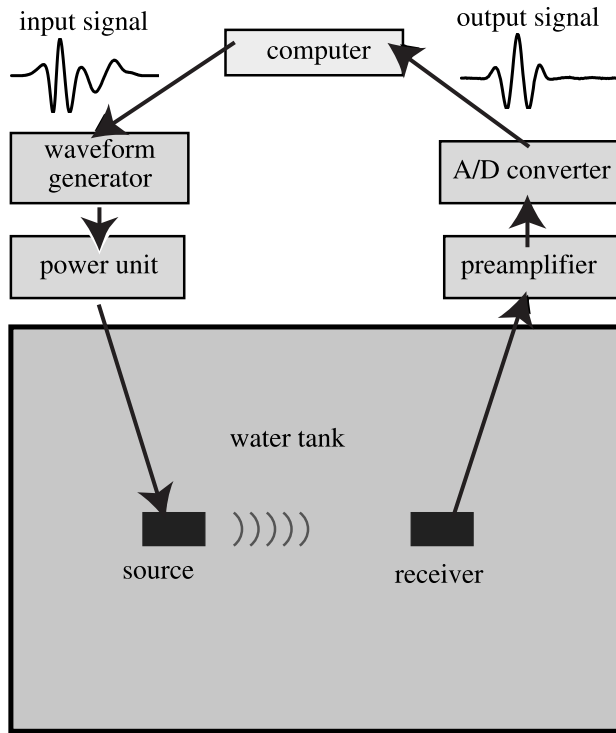 input signal
output signal
computer
waveform
generator
A/D converter
power unit
preamplifier
water tank
source
receiver